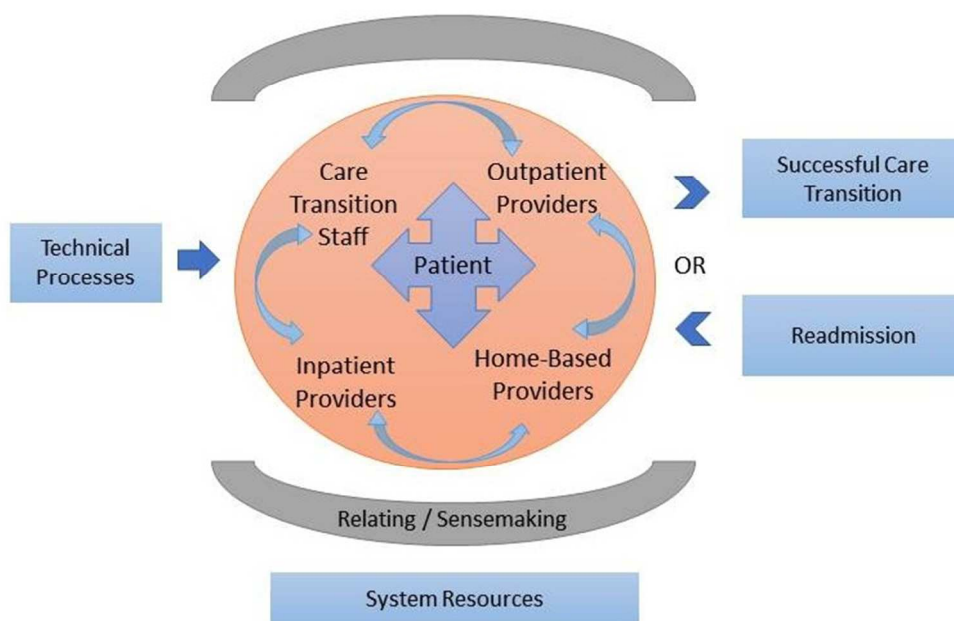 Care
Transition
Staff
Outpatient
Providers
Successful Care
Transition
Technical
Processes
Patient
OR
Inpatient
Providers
Home-Based
Providers
Readmission
Relating / Sensemaking
System Resources